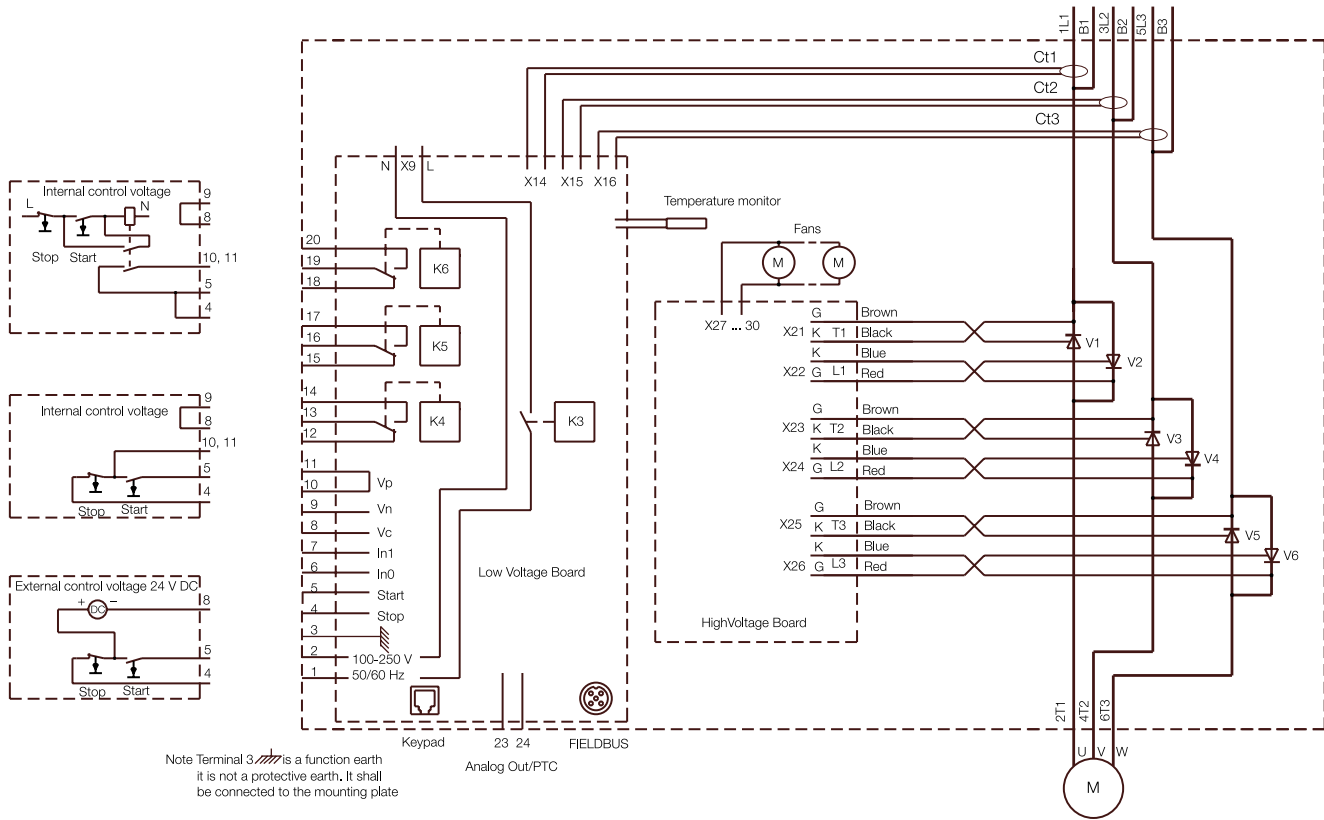 1L1
B1
3L2
B2
5L3
B3
Ct1
Ct2
Ct3
N X9 L
X14 X15 X16
Temperature monitor
Fans
M M
X27 ... 30
Internal control voltage
L N
Stop Start
9
8
10, 11
5
4
Internal control voltage
9
8
10, 11
5
4
Stop Start
External control voltage 24 V DC
+ DC −
8
5
4
Stop Start
20
19
18
K6
17
16
15
K5
14
13
12
K4
K3
11
10
Vp
9 Vn
8 Vc
7 In1
6 In0
5 Start
4 Stop
3
2 100-250 V
1 50/60 Hz
Low Voltage Board
Keypad
23 24
Analog Out/PTC
FIELDBUS
G Brown
X21 K T1 Black
K Blue
X22 G L1 Red
G Brown
X23 K T2 Black
K Blue
X24 G L2 Red
G Brown
X25 K T3 Black
K Blue
X26 G L3 Red
HighVoltage Board
V1
V2
V3
V4
V5
V6
2T1
4T2
6T3
U V W
M
Note Terminal 3 is a function earth
it is not a protective earth. It shall
be connected to the mounting plate